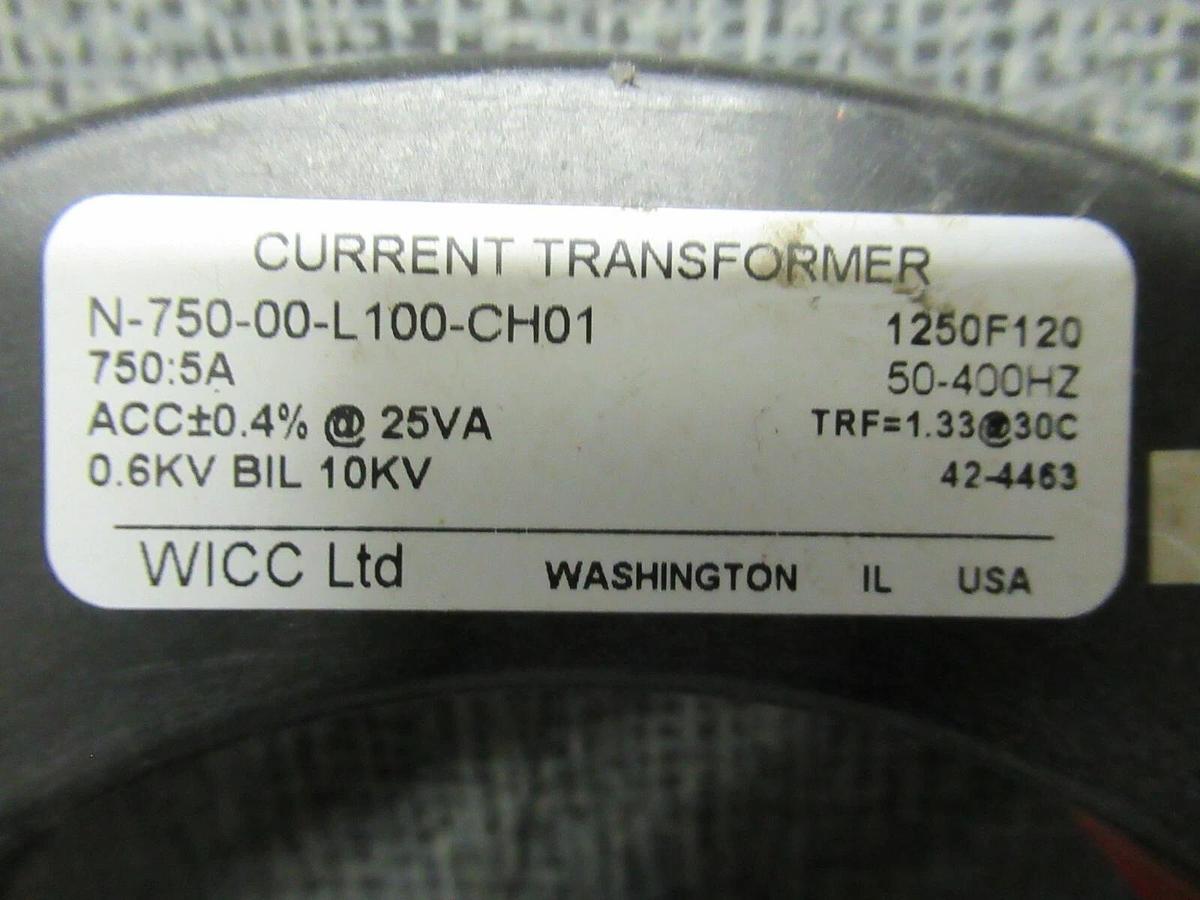 CURRENT TRANSFORMER
N-750-00-L100-CH01 1250F120
750:5A 50-400HZ
ACC±0.4% @ 25VA TRF=1.33@30C
0.6KV BIL 10KV 42-4463
WICC Ltd WASHINGTON IL USA